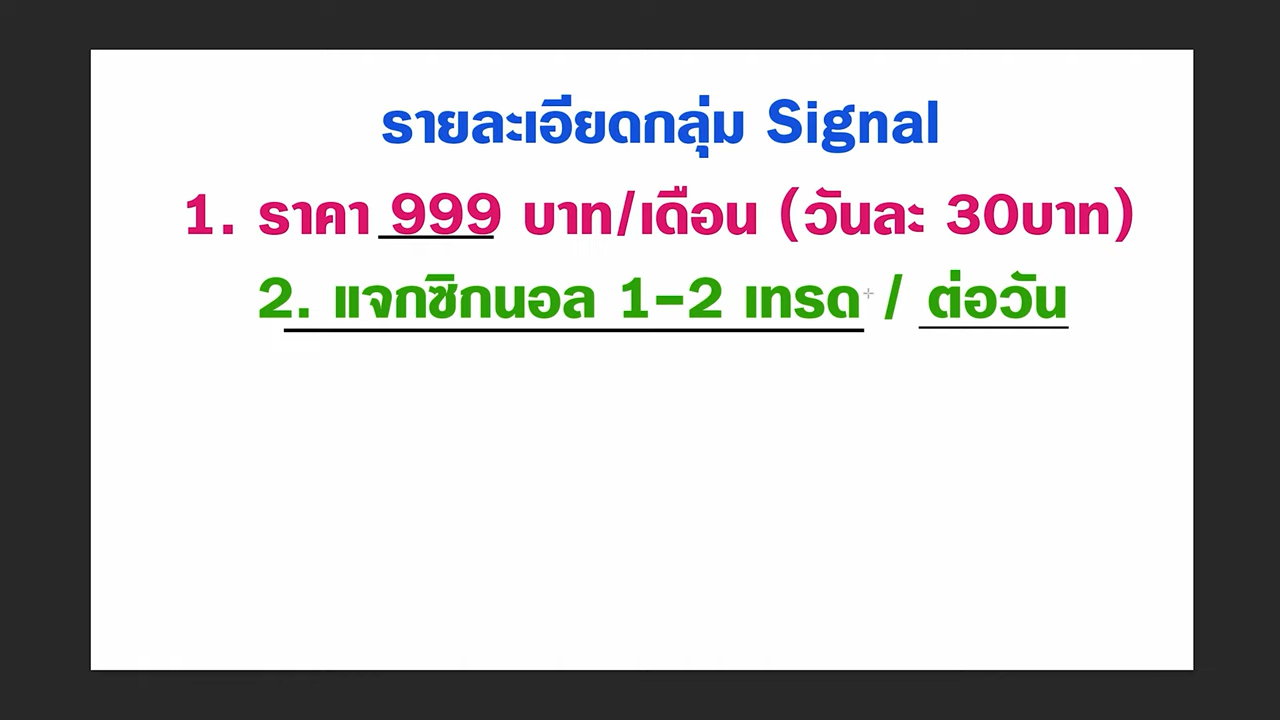 รายละเอียดกลุ่ม Signal
1. ราคา 999 บาท/เดือน (วันละ 30บาท)
2. แจกซิกนอล 1-2 เทรด / ต่อวัน